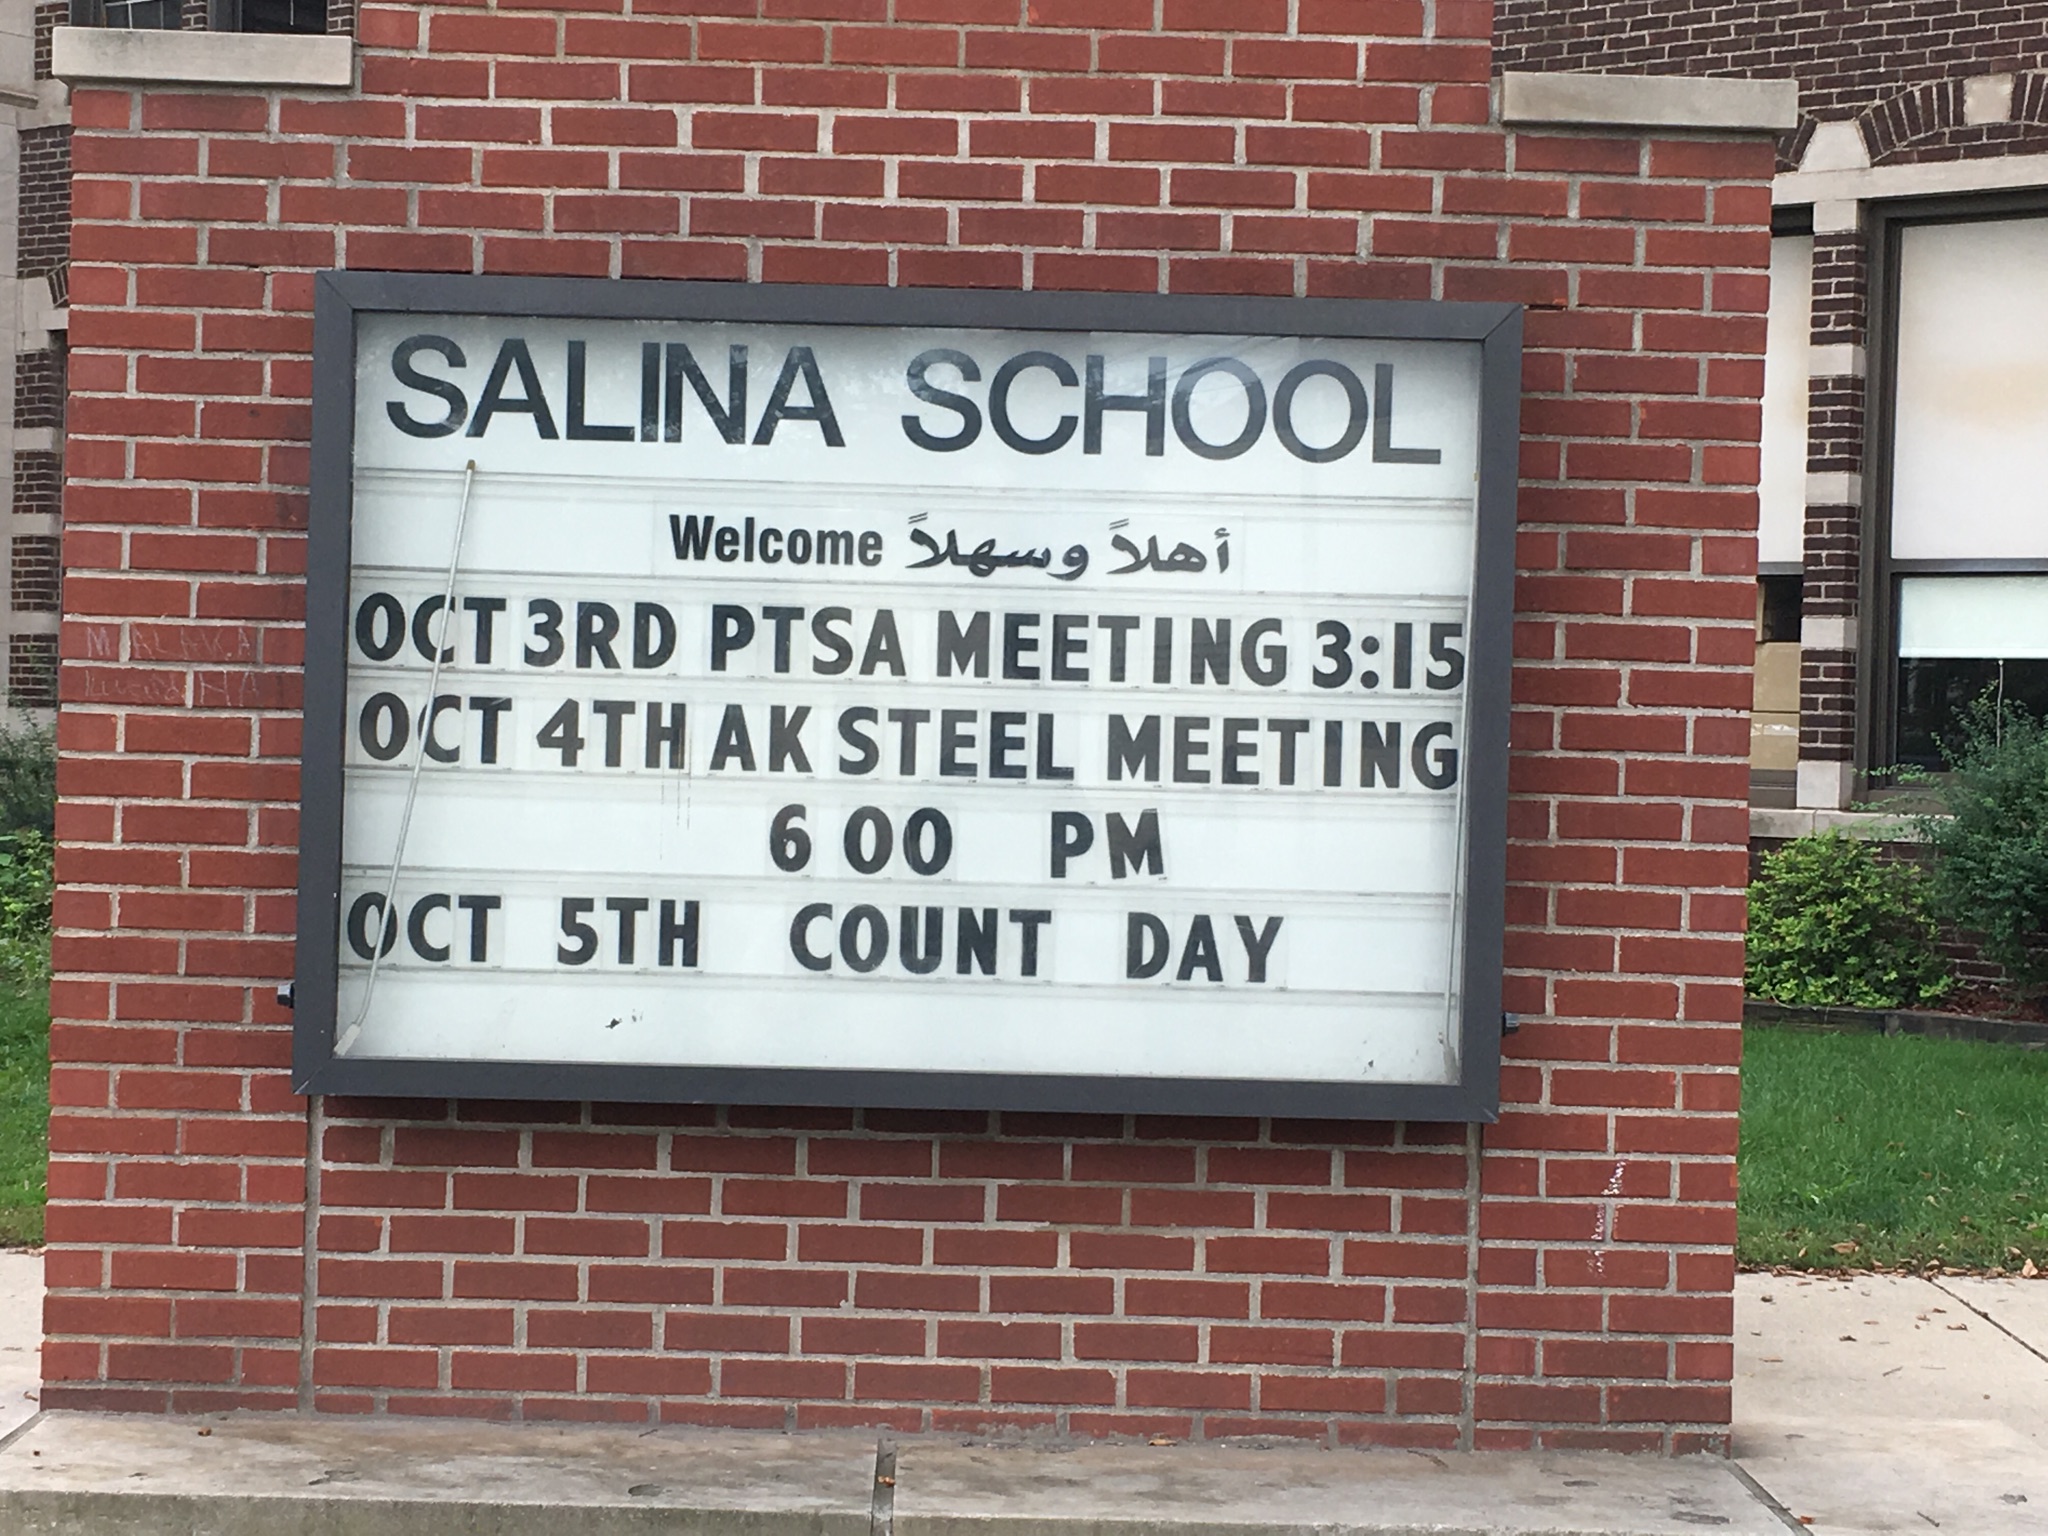 SALINA SCHOOL
Welcome أهلاً وسهلاً
OCT 3RD PTSA MEETING 3:15
OCT 4TH AK STEEL MEETING
6 00 PM
OCT 5TH COUNT DAY